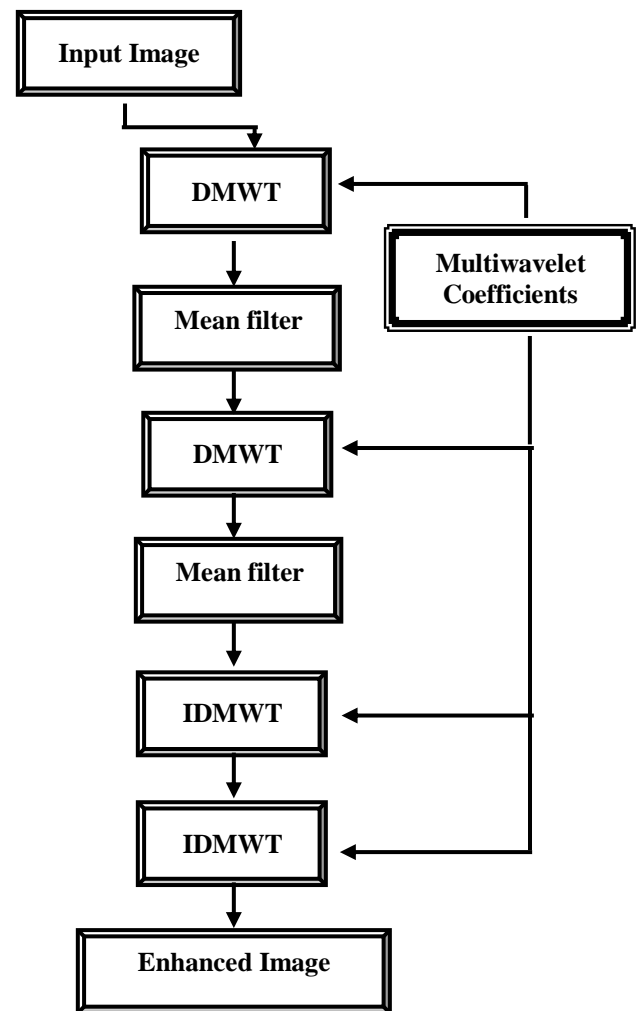 Input Image
DMWT
Multiwavelet
Coefficients
Mean filter
DMWT
Mean filter
IDMWT
IDMWT
Enhanced Image